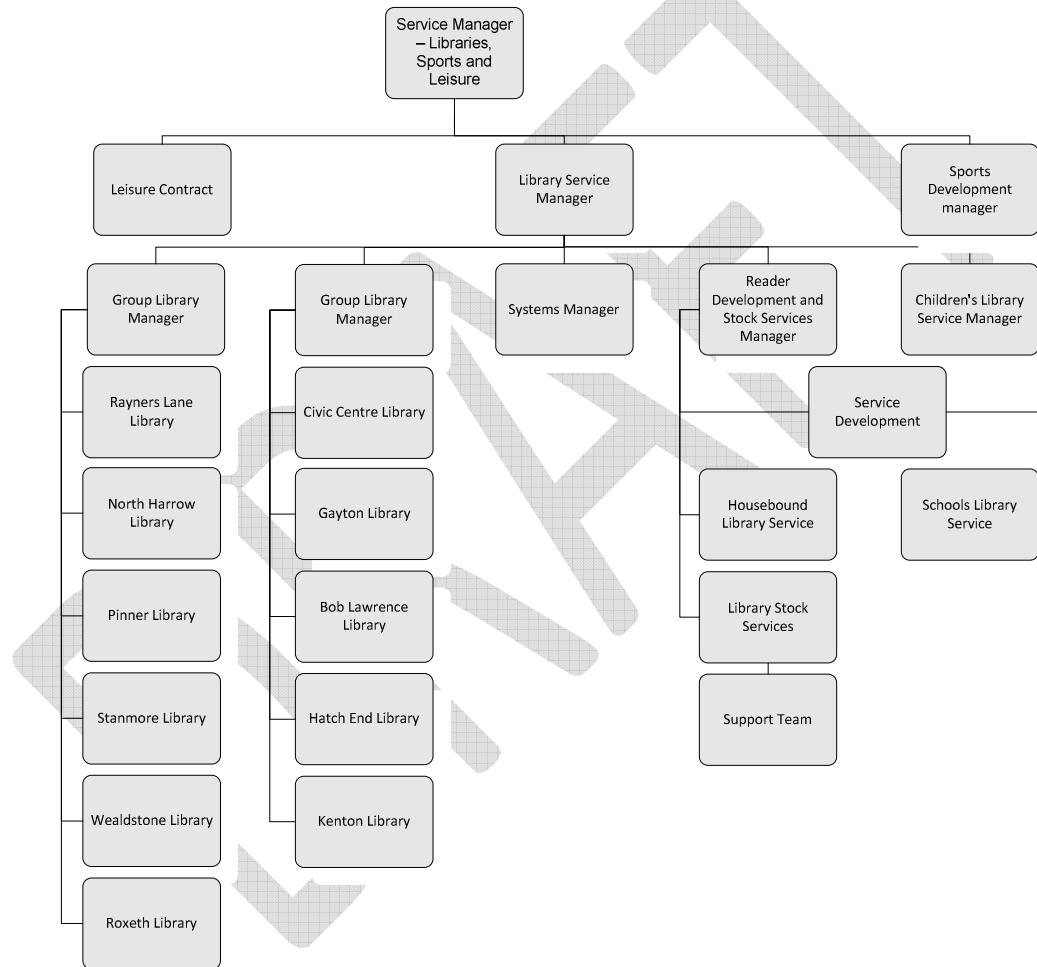 Service Manager
– Libraries,
Sports and
Leisure
Leisure Contract
Library Service
Manager
Sports
Development
manager
Group Library
Manager
Group Library
Manager
Systems Manager
Reader
Development and
Stock Services
Manager
Children's Library
Service Manager
Rayners Lane
Library
Civic Centre Library
Service
Development
North Harrow
Library
Gayton Library
Housebound
Library Service
Schools Library
Service
Pinner Library
Bob Lawrence
Library
Library Stock
Services
Stanmore Library
Hatch End Library
Support Team
Wealdstone Library
Kenton Library
Roxeth Library
DRAFT